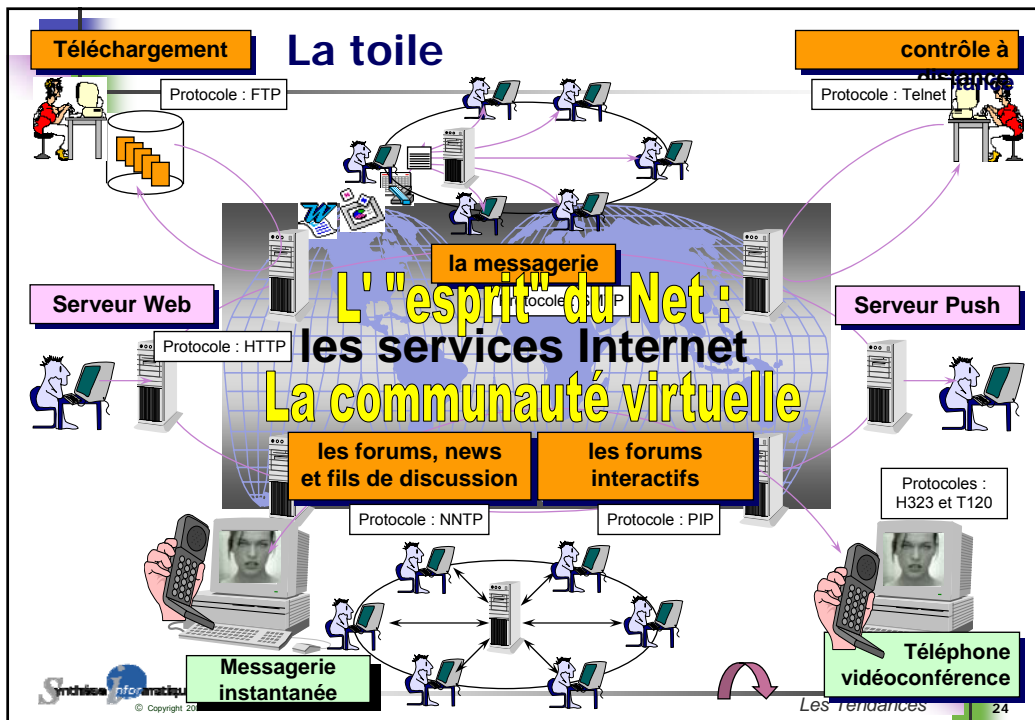 Téléchargement
La toile
contrôle à
distance
Protocole : FTP
Protocole : Telnet
la messagerie
L' "esprit" du Net :
Serveur Web
Serveur Push
Protocole : HTTP
les services Internet
La communauté virtuelle
les forums, news
et fils de discussion
les forums
interactifs
Protocoles :
H323 et T120
Protocole : NNTP
Protocole : PIP
Messagerie
instantanée
Téléphone
vidéoconférence
© Copyright
Les Tendances
24